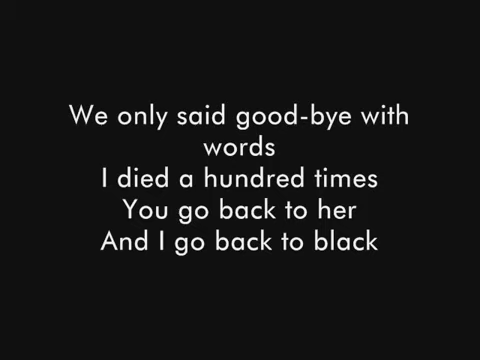 We only said good-bye with
words
I died a hundred times
You go back to her
And I go back to black